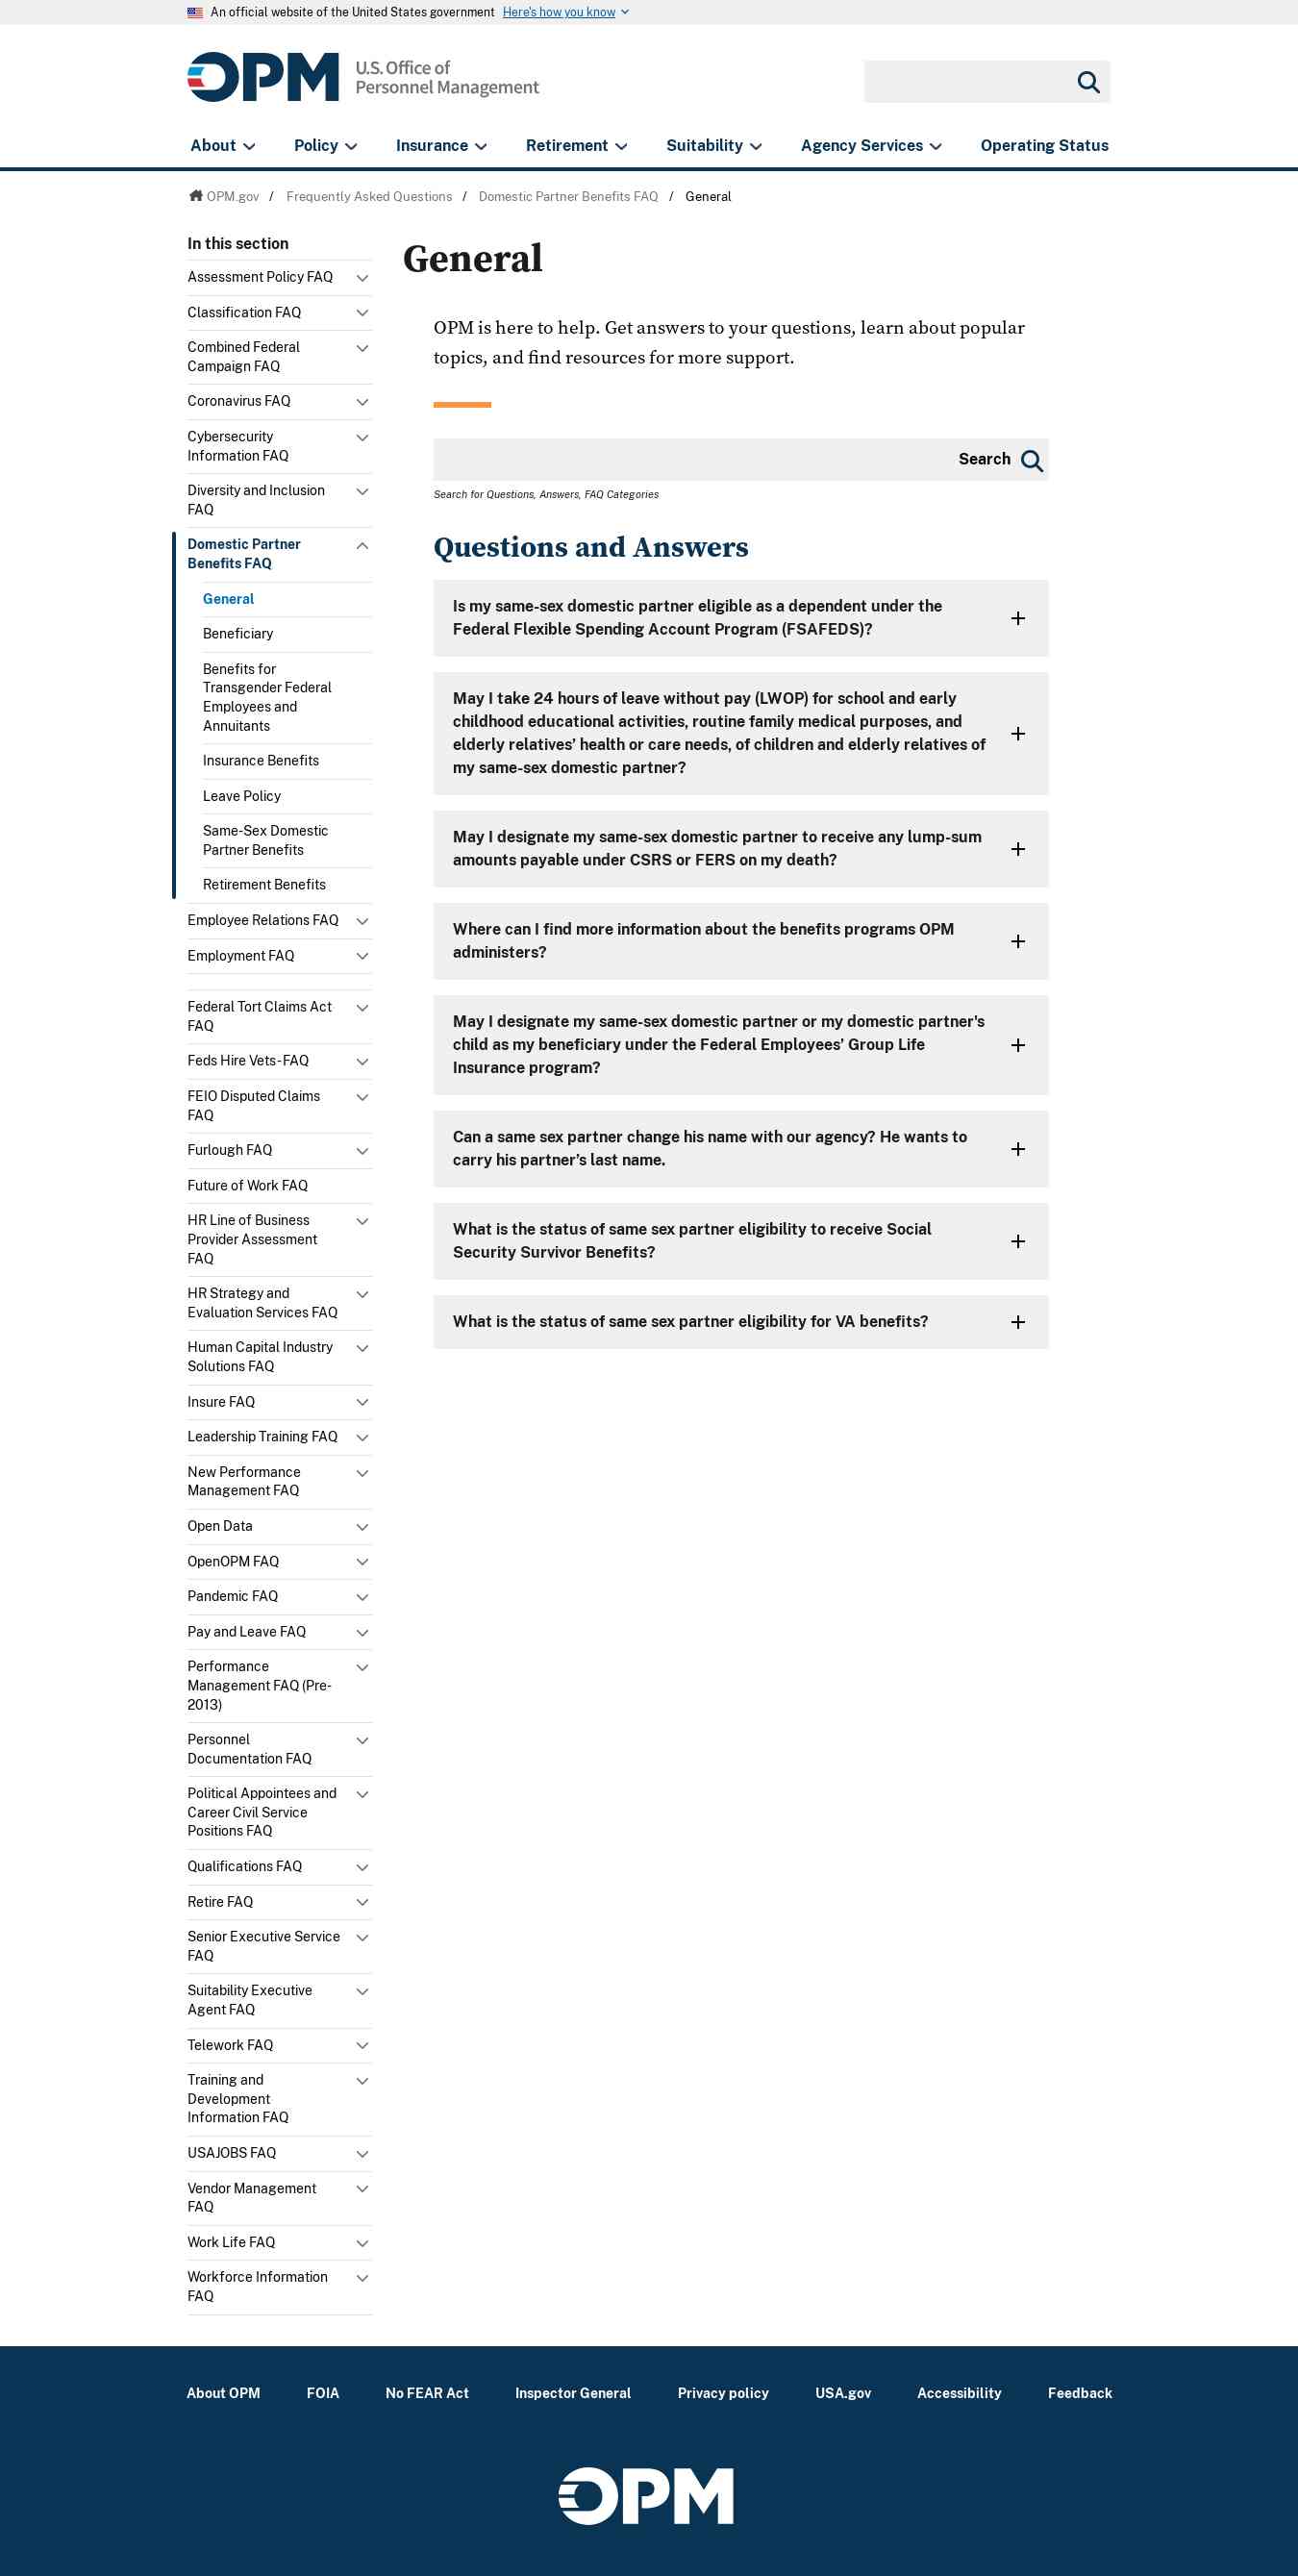 An official website of the United States government Here's how you know
OPM U.S. Office of
Personnel Management
About Policy Insurance Retirement Suitability Agency Services Operating Status
OPM.gov / Frequently Asked Questions / Domestic Partner Benefits FAQ / General
In this section
Assessment Policy FAQ
Classification FAQ
Combined Federal
Campaign FAQ
Coronavirus FAQ
Cybersecurity
Information FAQ
Diversity and Inclusion
FAQ
Domestic Partner
Benefits FAQ
General
Beneficiary
Benefits for
Transgender Federal
Employees and
Annuitants
Insurance Benefits
Leave Policy
Same-Sex Domestic
Partner Benefits
Retirement Benefits
Employee Relations FAQ
Employment FAQ
Federal Tort Claims Act
FAQ
Feds Hire Vets-FAQ
FEIO Disputed Claims
FAQ
Furlough FAQ
Future of Work FAQ
HR Line of Business
Provider Assessment
FAQ
HR Strategy and
Evaluation Services FAQ
Human Capital Industry
Solutions FAQ
Insure FAQ
Leadership Training FAQ
New Performance
Management FAQ
Open Data
OpenOPM FAQ
Pandemic FAQ
Pay and Leave FAQ
Performance
Management FAQ (Pre-
2013)
Personnel
Documentation FAQ
Political Appointees and
Career Civil Service
Positions FAQ
Qualifications FAQ
Retire FAQ
Senior Executive Service
FAQ
Suitability Executive
Agent FAQ
Telework FAQ
Training and
Development
Information FAQ
USAJOBS FAQ
Vendor Management
FAQ
Work Life FAQ
Workforce Information
FAQ
General
OPM is here to help. Get answers to your questions, learn about popular
topics, and find resources for more support.
Search
Search for Questions, Answers, FAQ Categories
Questions and Answers
Is my same-sex domestic partner eligible as a dependent under the
Federal Flexible Spending Account Program (FSAFEDS)?
May I take 24 hours of leave without pay (LWOP) for school and early
childhood educational activities, routine family medical purposes, and
elderly relatives’ health or care needs, of children and elderly relatives of
my same-sex domestic partner?
May I designate my same-sex domestic partner to receive any lump-sum
amounts payable under CSRS or FERS on my death?
Where can I find more information about the benefits programs OPM
administers?
May I designate my same-sex domestic partner or my domestic partner's
child as my beneficiary under the Federal Employees’ Group Life
Insurance program?
Can a same sex partner change his name with our agency? He wants to
carry his partner’s last name.
What is the status of same sex partner eligibility to receive Social
Security Survivor Benefits?
What is the status of same sex partner eligibility for VA benefits?
About OPM FOIA No FEAR Act Inspector General Privacy policy USA.gov Accessibility Feedback
OPM